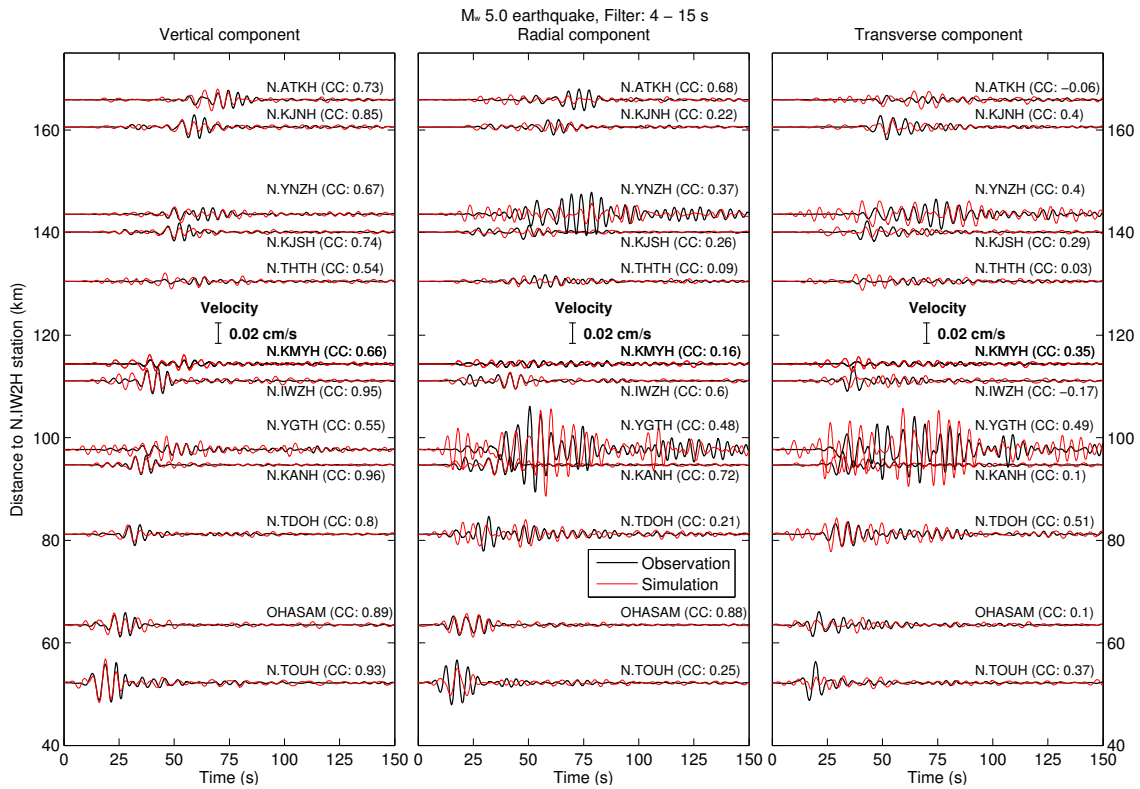 Mw 5.0 earthquake, Filter: 4 − 15 s
Vertical component
Radial component
Transverse component
Distance to N.IW2H station (km)
160
140
120
100
80
60
40
N.ATKH (CC: 0.73)
N.KJNH (CC: 0.85)
N.YNZH (CC: 0.67)
N.KJSH (CC: 0.74)
N.THTH (CC: 0.54)
Velocity
0.02 cm/s
N.KMYH (CC: 0.66)
N.IWZH (CC: 0.95)
N.YGTH (CC: 0.55)
N.KANH (CC: 0.96)
N.TDOH (CC: 0.8)
OHASAM (CC: 0.89)
N.TOUH (CC: 0.93)
0 25 50 75 100 125 150
Time (s)
N.ATKH (CC: 0.68)
N.KJNH (CC: 0.22)
N.YNZH (CC: 0.37)
N.KJSH (CC: 0.26)
N.THTH (CC: 0.09)
Velocity
0.02 cm/s
N.KMYH (CC: 0.16)
N.IWZH (CC: 0.6)
N.YGTH (CC: 0.48)
N.KANH (CC: 0.72)
N.TDOH (CC: 0.21)
Observation
Simulation
OHASAM (CC: 0.88)
N.TOUH (CC: 0.25)
0 25 50 75 100 125 150
Time (s)
N.ATKH (CC: −0.06)
N.KJNH (CC: 0.4)
N.YNZH (CC: 0.4)
N.KJSH (CC: 0.29)
N.THTH (CC: 0.03)
Velocity
0.02 cm/s
N.KMYH (CC: 0.35)
N.IWZH (CC: −0.17)
N.YGTH (CC: 0.49)
N.KANH (CC: 0.1)
N.TDOH (CC: 0.51)
OHASAM (CC: 0.1)
N.TOUH (CC: 0.37)
0 25 50 75 100 125 150
Time (s)
160
140
120
100
80
60
40